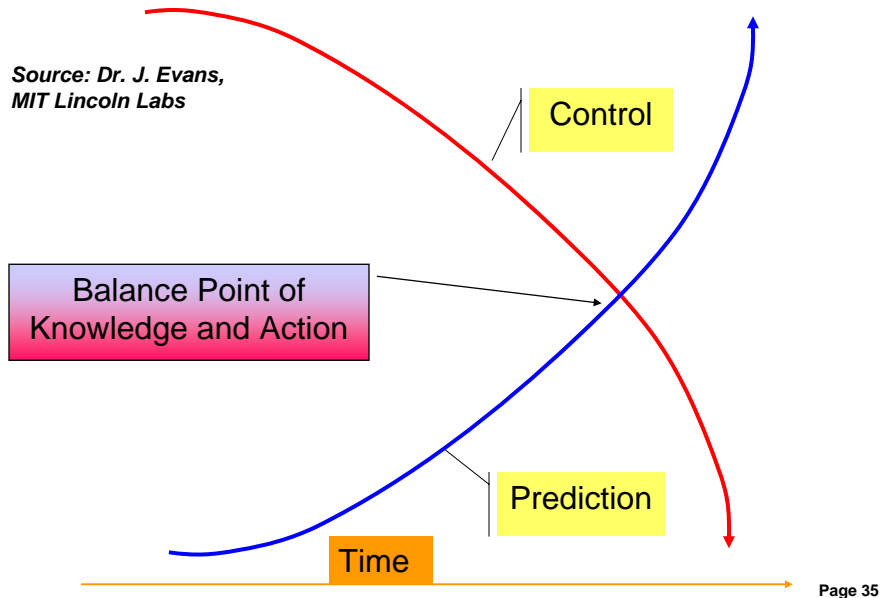 Source: Dr. J. Evans,
MIT Lincoln Labs
Control
Balance Point of
Knowledge and Action
Prediction
Time
Page 35